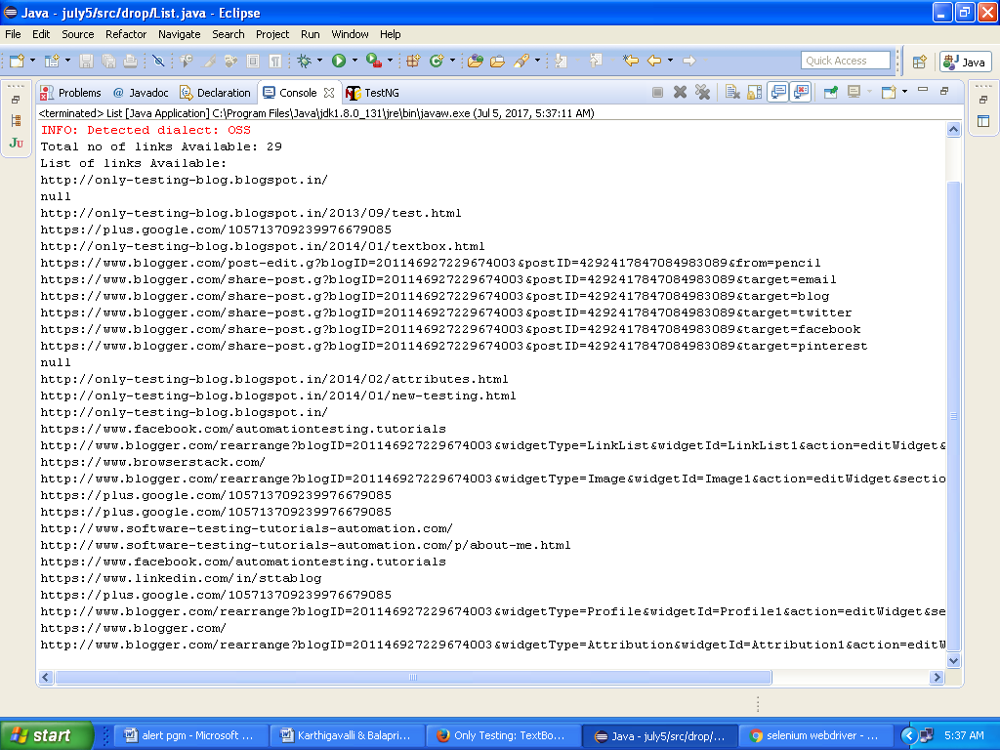 Java - july5/src/drop/List.java - Eclipse
File Edit Source Refactor Navigate Search Project Run Window Help
Quick Access Java
Problems @ Javadoc Declaration Console TestNG
<terminated> List [Java Application] C:\Program Files\Java\jdk1.8.0_131\jre\bin\javaw.exe (Jul 5, 2017, 5:37:11 AM)
INFO: Detected dialect: OSS
Total no of links Available: 29
List of links Available:
http://only-testing-blog.blogspot.in/
null
http://only-testing-blog.blogspot.in/2013/09/test.html
https://plus.google.com/105713709239976679085
http://only-testing-blog.blogspot.in/2014/01/textbox.html
https://www.blogger.com/post-edit.g?blogID=201146927229674003&postID=4292417847084983089&from=pencil
https://www.blogger.com/share-post.g?blogID=201146927229674003&postID=4292417847084983089&target=email
https://www.blogger.com/share-post.g?blogID=201146927229674003&postID=4292417847084983089&target=blog
https://www.blogger.com/share-post.g?blogID=201146927229674003&postID=4292417847084983089&target=twitter
https://www.blogger.com/share-post.g?blogID=201146927229674003&postID=4292417847084983089&target=facebook
https://www.blogger.com/share-post.g?blogID=201146927229674003&postID=4292417847084983089&target=pinterest
null
http://only-testing-blog.blogspot.in/2014/02/attributes.html
http://only-testing-blog.blogspot.in/2014/01/new-testing.html
http://only-testing-blog.blogspot.in/
https://www.facebook.com/automationtesting.tutorials
http://www.blogger.com/rearrange?blogID=201146927229674003&widgetType=LinkList&widgetId=LinkList1&action=editWidget&
https://www.browserstack.com/
http://www.blogger.com/rearrange?blogID=201146927229674003&widgetType=Image&widgetId=Image1&action=editWidget&sectio
https://plus.google.com/105713709239976679085
https://plus.google.com/105713709239976679085
http://www.software-testing-tutorials-automation.com/
http://www.software-testing-tutorials-automation.com/p/about-me.html
https://www.facebook.com/automationtesting.tutorials
https://www.linkedin.com/in/sttablog
https://plus.google.com/105713709239976679085
http://www.blogger.com/rearrange?blogID=201146927229674003&widgetType=Profile&widgetId=Profile1&action=editWidget&se
https://www.blogger.com/
http://www.blogger.com/rearrange?blogID=201146927229674003&widgetType=Attribution&widgetId=Attribution1&action=editW
start alert pgm - Microsoft ... Karthigavalli & Balapri... Only Testing: TextBo... Java - july5/src/drop/... selenium webdriver - ... 5:37 AM